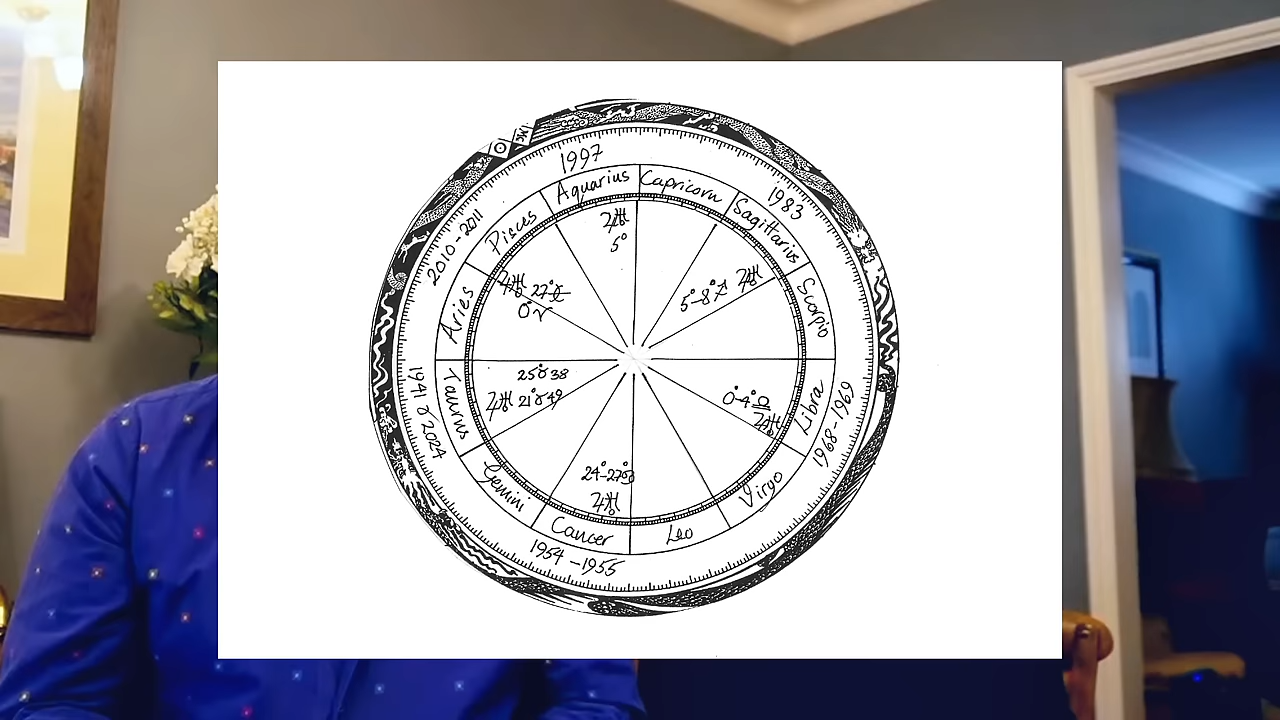 1997
Aquarius
♃♅
5°
Capricorn
1983
Sagittarius
5°-8°♐ ♃♅
Scorpio
Libra
1968-1969
0°-4°♎
♃♅
Virgo
Leo
Cancer
1954-1955
24°-27°♋
♃♅
Gemini
Taurus
1941 ♉ 2024
25♉38
♃♅ 21♉49
Aries
♃♅ 27°♓
0°♈
Pisces
2010-2011
MC